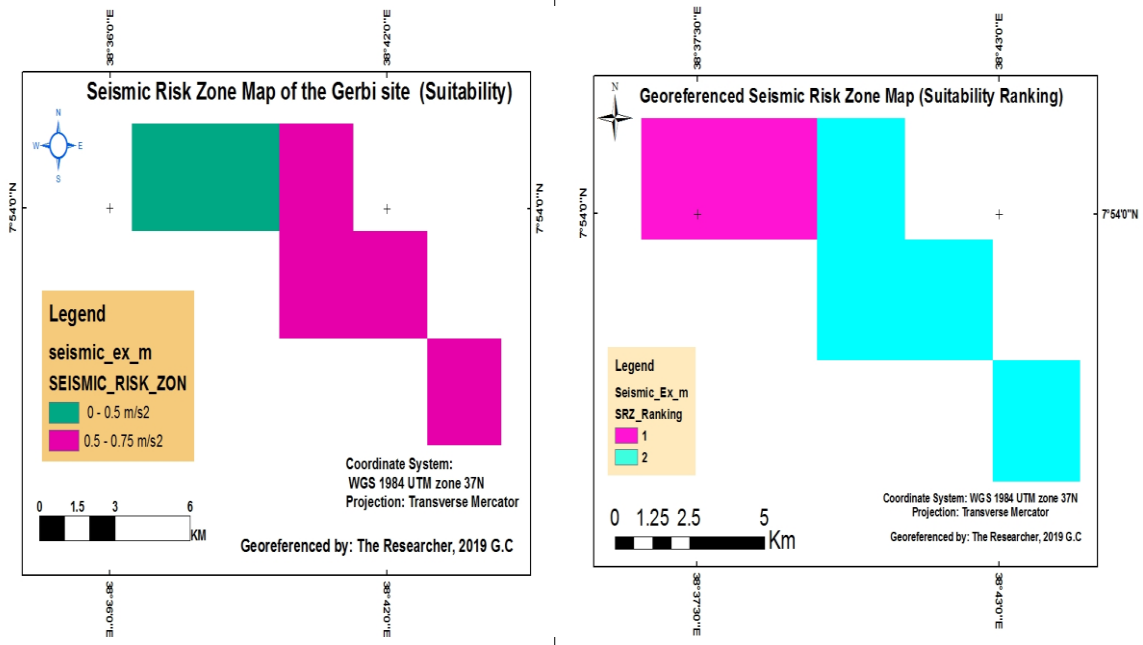 38°36'0"E
38°42'0"E
Seismic Risk Zone Map of the Gerbi site (Suitability)
N
W
E
S
7°54'0"N
7°54'0"N
Legend
seismic_ex_m
SEISMIC_RISK_ZON
0 - 0.5 m/s2
0.5 - 0.75 m/s2
Coordinate System:
WGS 1984 UTM zone 37N
Projection: Transverse Mercator
0 1.5 3 6
KM
Georeferenced by: The Researcher, 2019 G.C
38°36'0"E
38°42'0"E
38°37'30"E
38°43'0"E
Georeferenced Seismic Risk Zone Map (Suitability Ranking)
N
7°54'0"N
7°54'0"N
Legend
Seismic_Ex_m
SRZ_Ranking
1
2
Coordinate System: WGS 1984 UTM zone 37N
Projection: Transverse Mercator
0 1.25 2.5 5
Km
Georeferenced by: The Researcher, 2019 G.C
38°37'30"E
38°43'0"E